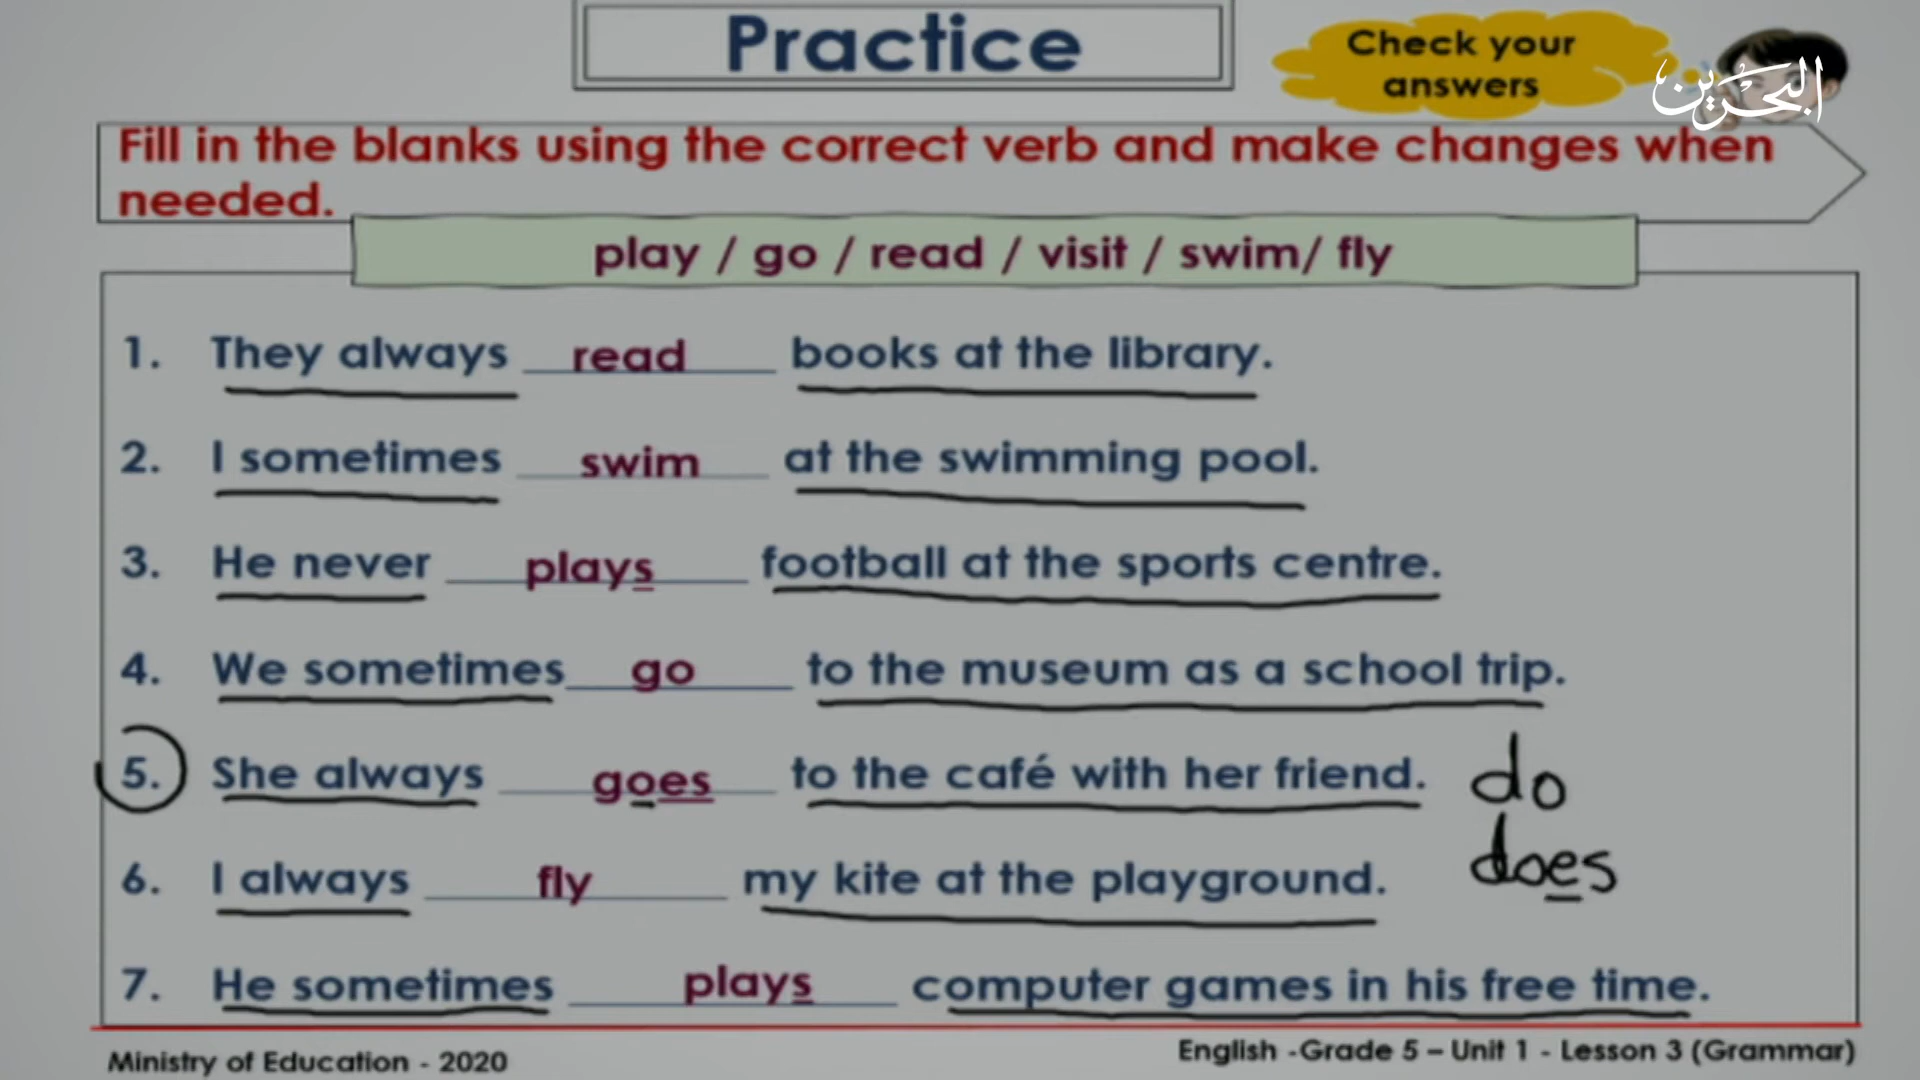 Practice
Check your
answers
البحرين
Fill in the blanks using the correct verb and make changes when
needed.
play / go / read / visit / swim/ fly
1. They always read books at the library.
2. I sometimes swim at the swimming pool.
3. He never plays football at the sports centre.
4. We sometimes go to the museum as a school trip.
5. She always goes to the café with her friend.
do
does
6. I always fly my kite at the playground.
7. He sometimes plays computer games in his free time.
Ministry of Education - 2020
English -Grade 5 – Unit 1 - Lesson 3 (Grammar)